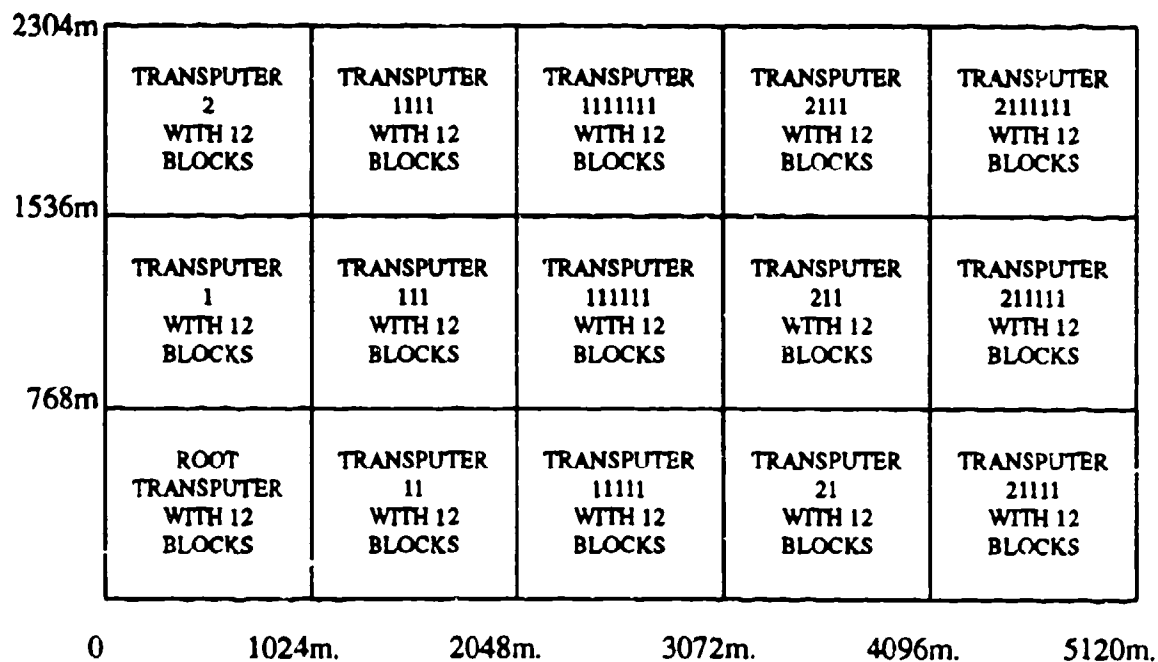 2304m
TRANSPUTER
2
WITH 12
BLOCKS
TRANSPUTER
1111
WITH 12
BLOCKS
TRANSPUTER
1111111
WITH 12
BLOCKS
TRANSPUTER
2111
WITH 12
BLOCKS
TRANSPUTER
2111111
WITH 12
BLOCKS
1536m
TRANSPUTER
1
WITH 12
BLOCKS
TRANSPUTER
111
WITH 12
BLOCKS
TRANSPUTER
111111
WITH 12
BLOCKS
TRANSPUTER
211
WITH 12
BLOCKS
TRANSPUTER
211111
WITH 12
BLOCKS
768m
ROOT
TRANSPUTER
WITH 12
BLOCKS
TRANSPUTER
11
WITH 12
BLOCKS
TRANSPUTER
11111
WITH 12
BLOCKS
TRANSPUTER
21
WITH 12
BLOCKS
TRANSPUTER
21111
WITH 12
BLOCKS
0 1024m. 2048m. 3072m. 4096m. 5120m.